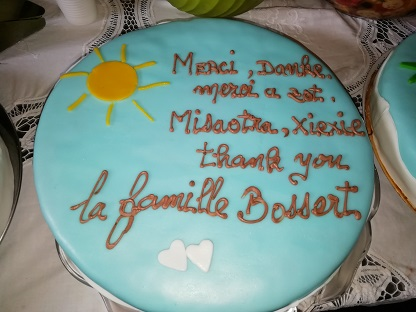 Merci, Danke.
merci a tot.
Misaotra, xiexie
thank you
la famille Bossert